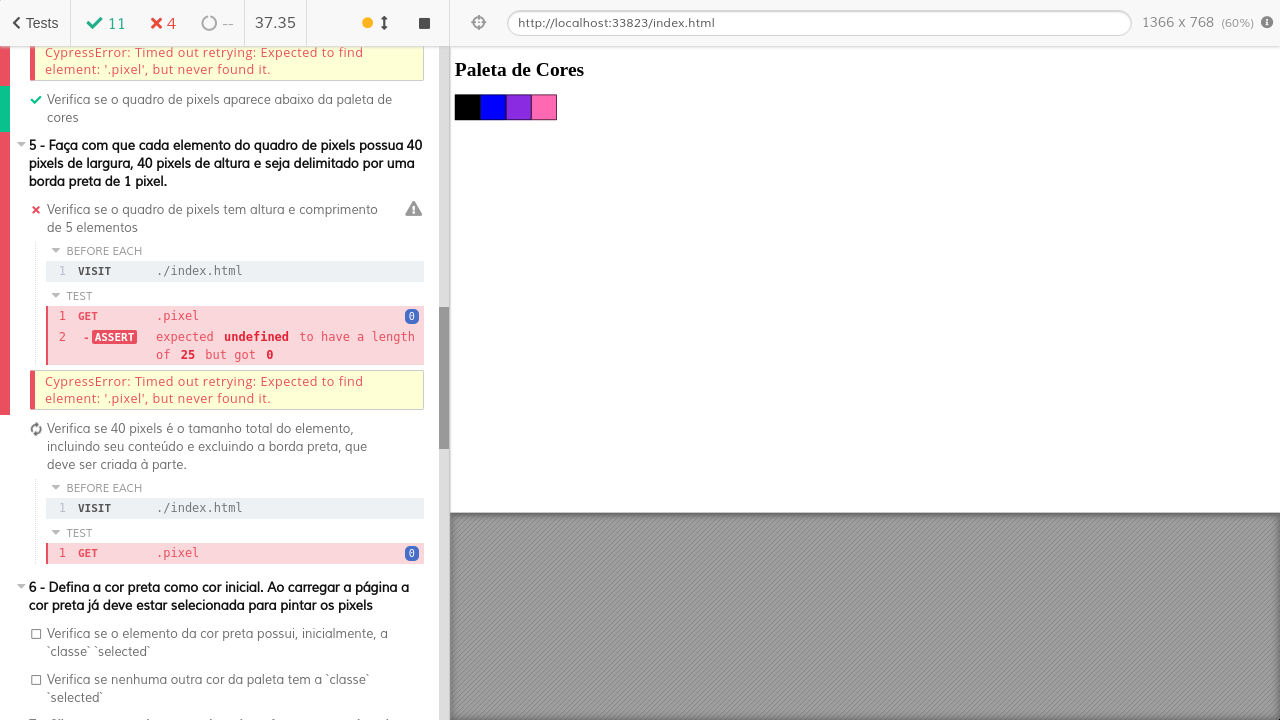 Tests 11 4 -- 37.35
http://localhost:33823/index.html 1366 x 768 (60%)
CypressError: Timed out retrying: Expected to find
element: '.pixel', but never found it.
Verifica se o quadro de pixels aparece abaixo da paleta de
cores
5 - Faça com que cada elemento do quadro de pixels possua 40
pixels de largura, 40 pixels de altura e seja delimitado por uma
borda preta de 1 pixel.
Verifica se o quadro de pixels tem altura e comprimento
de 5 elementos
BEFORE EACH
1 VISIT ./index.html
TEST
1 GET .pixel 0
2 -ASSERT expected undefined to have a length
of 25 but got 0
CypressError: Timed out retrying: Expected to find
element: '.pixel', but never found it.
Verifica se 40 pixels é o tamanho total do elemento,
incluindo seu conteúdo e excluindo a borda preta, que
deve ser criada à parte.
BEFORE EACH
1 VISIT ./index.html
TEST
1 GET .pixel 0
6 - Defina a cor preta como cor inicial. Ao carregar a página a
cor preta já deve estar selecionada para pintar os pixels
Verifica se o elemento da cor preta possui, inicialmente, a
`classe` `selected`
Verifica se nenhuma outra cor da paleta tem a `classe`
`selected`
Paleta de Cores